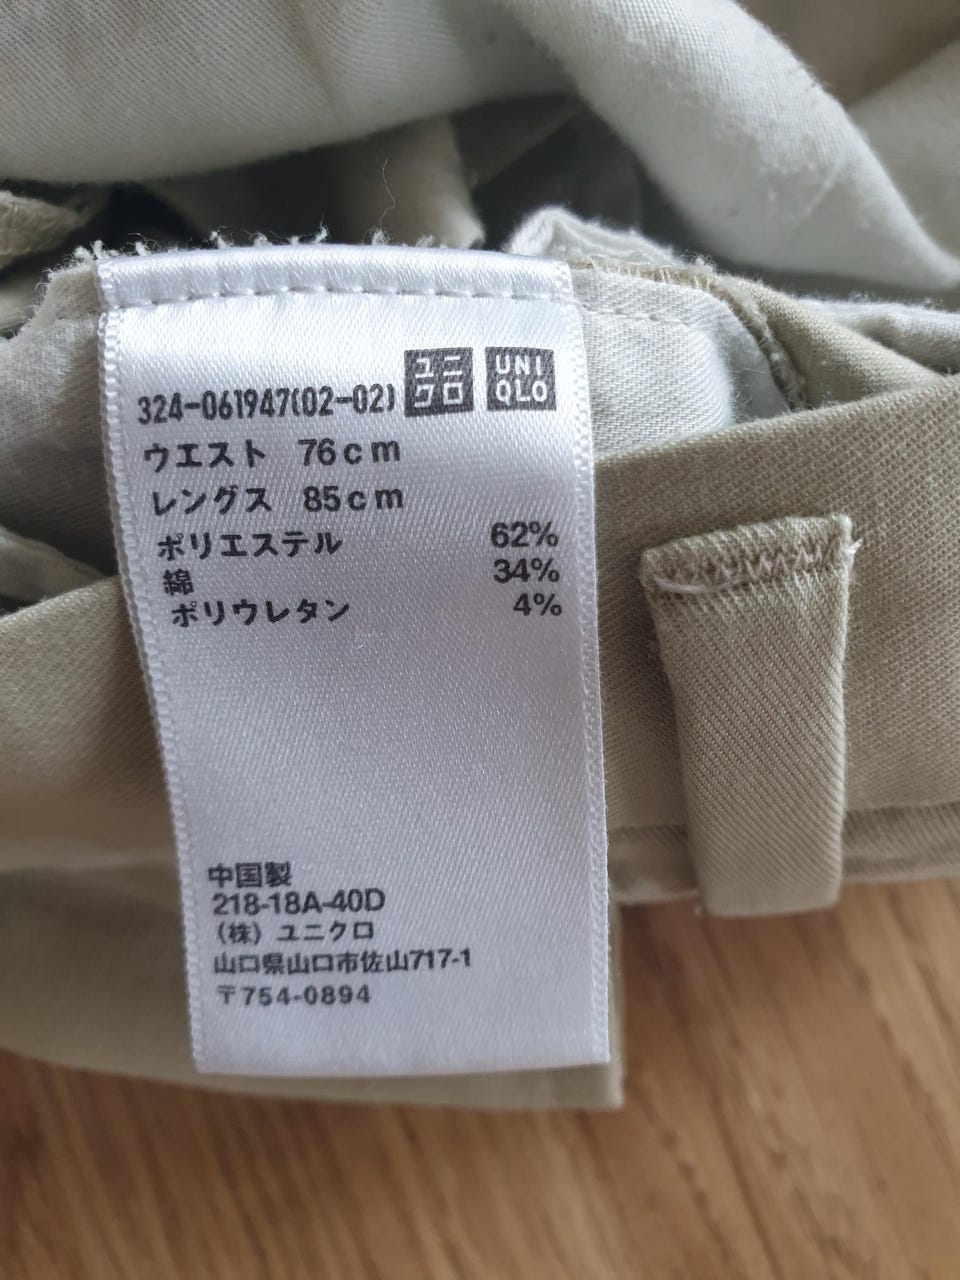 ユニクロ UNIQLO
324-061947(02-02)
ウエスト 76cm
レングス 85cm
ポリエステル 62%
綿 34%
ポリウレタン 4%
中国製
218-18A-40D
(株) ユニクロ
山口県山口市佐山717-1
〒754-0894